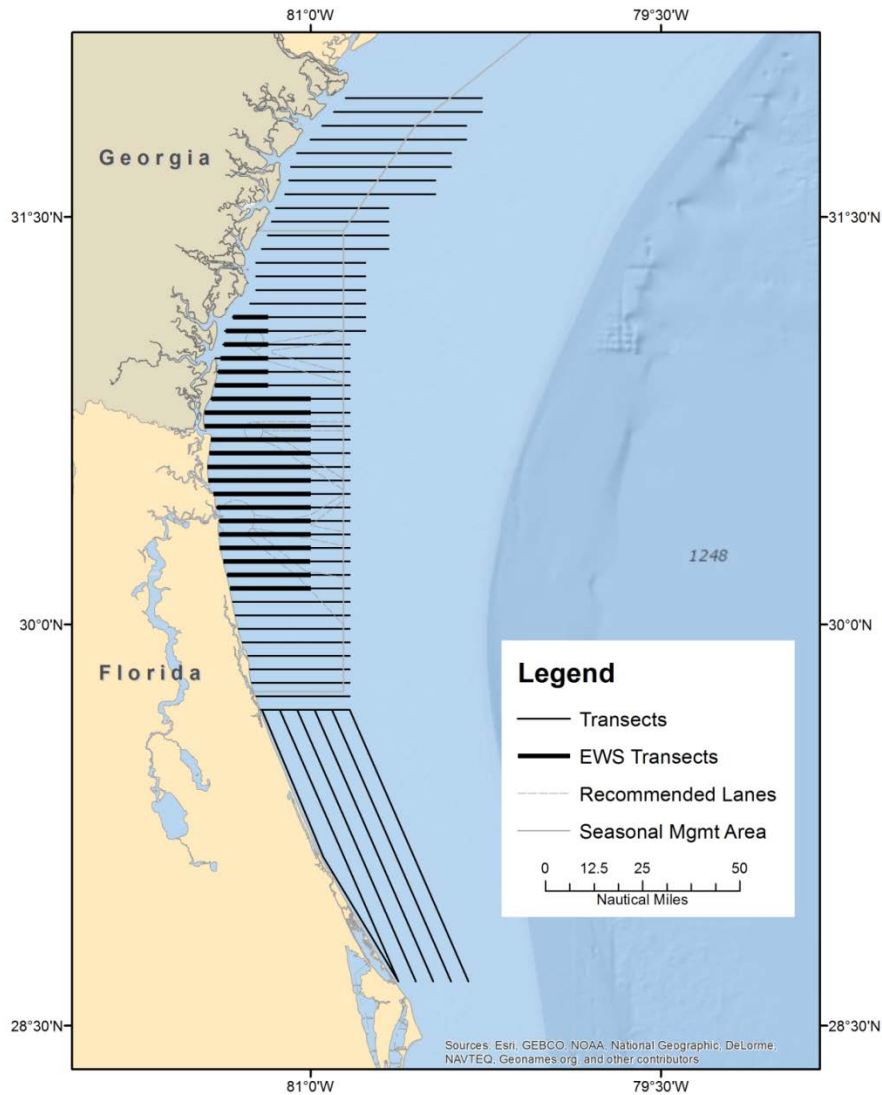 81°0'W 79°30'W
Georgia
31°30'N 31°30'N
1248
30°0'N 30°0'N
Florida
Legend
Transects
EWS Transects
Recommended Lanes
Seasonal Mgmt Area
0 12.5 25 50
Nautical Miles
28°30'N 28°30'N
Sources: Esri, GEBCO, NOAA, National Geographic, DeLorme,
NAVTEQ, Geonames.org, and other contributors
81°0'W 79°30'W